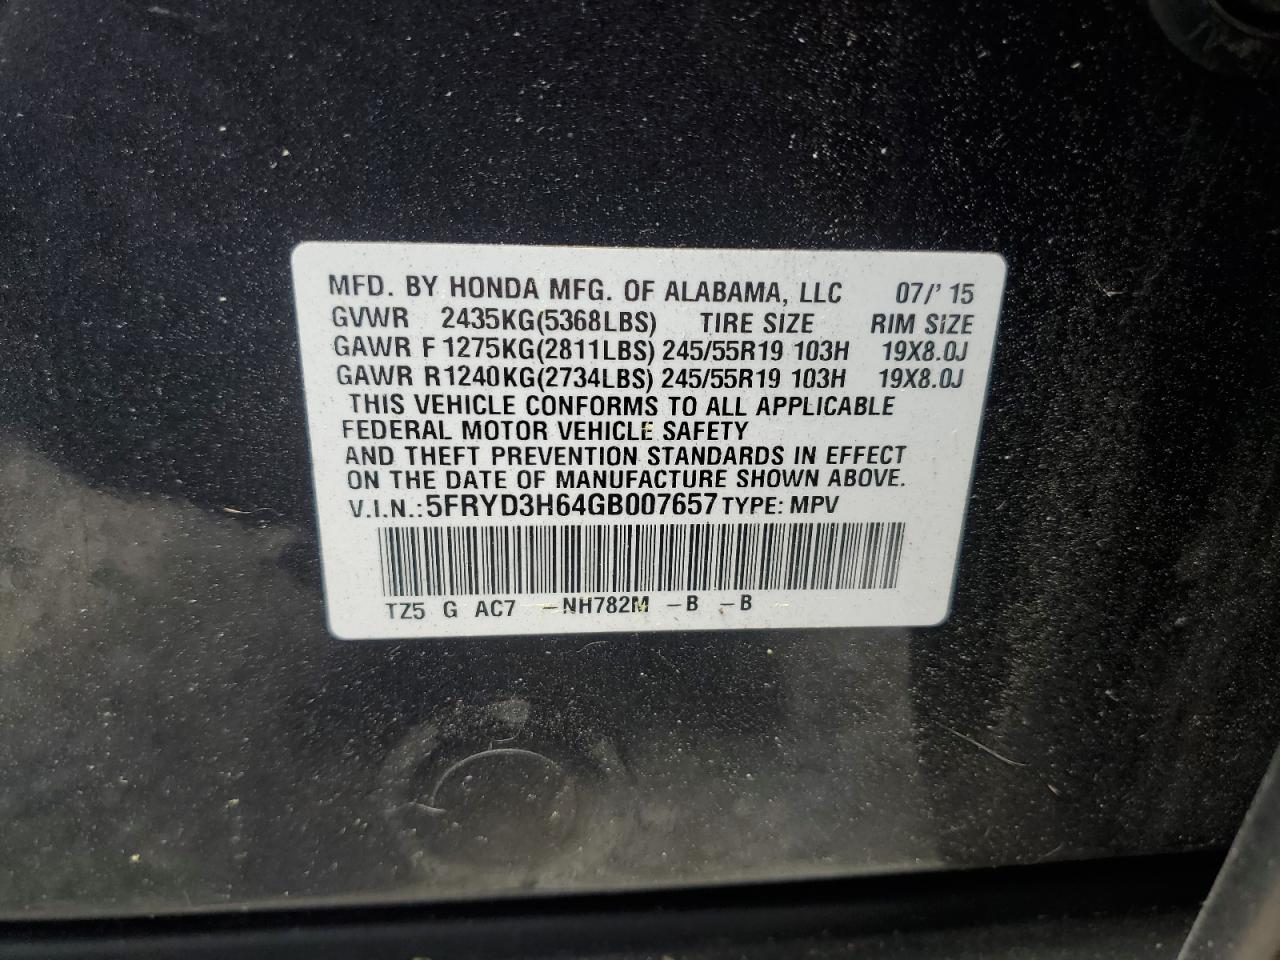 MFD. BY HONDA MFG. OF ALABAMA, LLC 07/'15
GVWR 2435KG(5368LBS) TIRE SIZE RIM SIZE
GAWR F 1275KG(2811LBS) 245/55R19 103H 19X8.0J
GAWR R 1240KG(2734LBS) 245/55R19 103H 19X8.0J
THIS VEHICLE CONFORMS TO ALL APPLICABLE
FEDERAL MOTOR VEHICLE SAFETY
AND THEFT PREVENTION STANDARDS IN EFFECT
ON THE DATE OF MANUFACTURE SHOWN ABOVE.
V.I.N.: 5FRYD3H64GB007657 TYPE: MPV
TZ5 G AC7 -NH782M -B -B